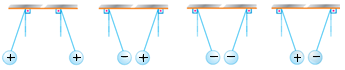 + + − + − − + −